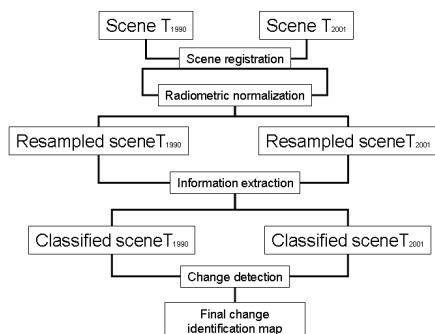 Scene T1990
Scene T2001
Scene registration
Radiometric normalization
Resampled sceneT1990
Resampled sceneT2001
Information extraction
Classified sceneT1990
Classified sceneT2001
Change detection
Final change
identification map